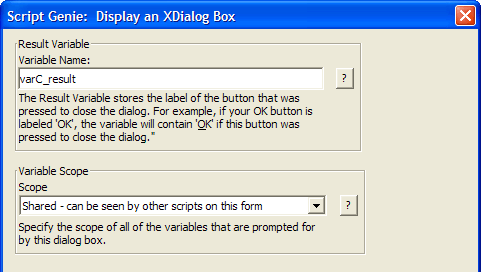 Script Genie: Display an XDialog Box
Result Variable
Variable Name:
varC_result
?
The Result Variable stores the label of the button that was
pressed to close the dialog. For example, if your OK button is
labeled 'OK', the variable will contain 'OK' if this button was
pressed to close the dialog."
Variable Scope
Scope
Shared - can be seen by other scripts on this form
?
Specify the scope of all of the variables that are prompted for
by this dialog box.